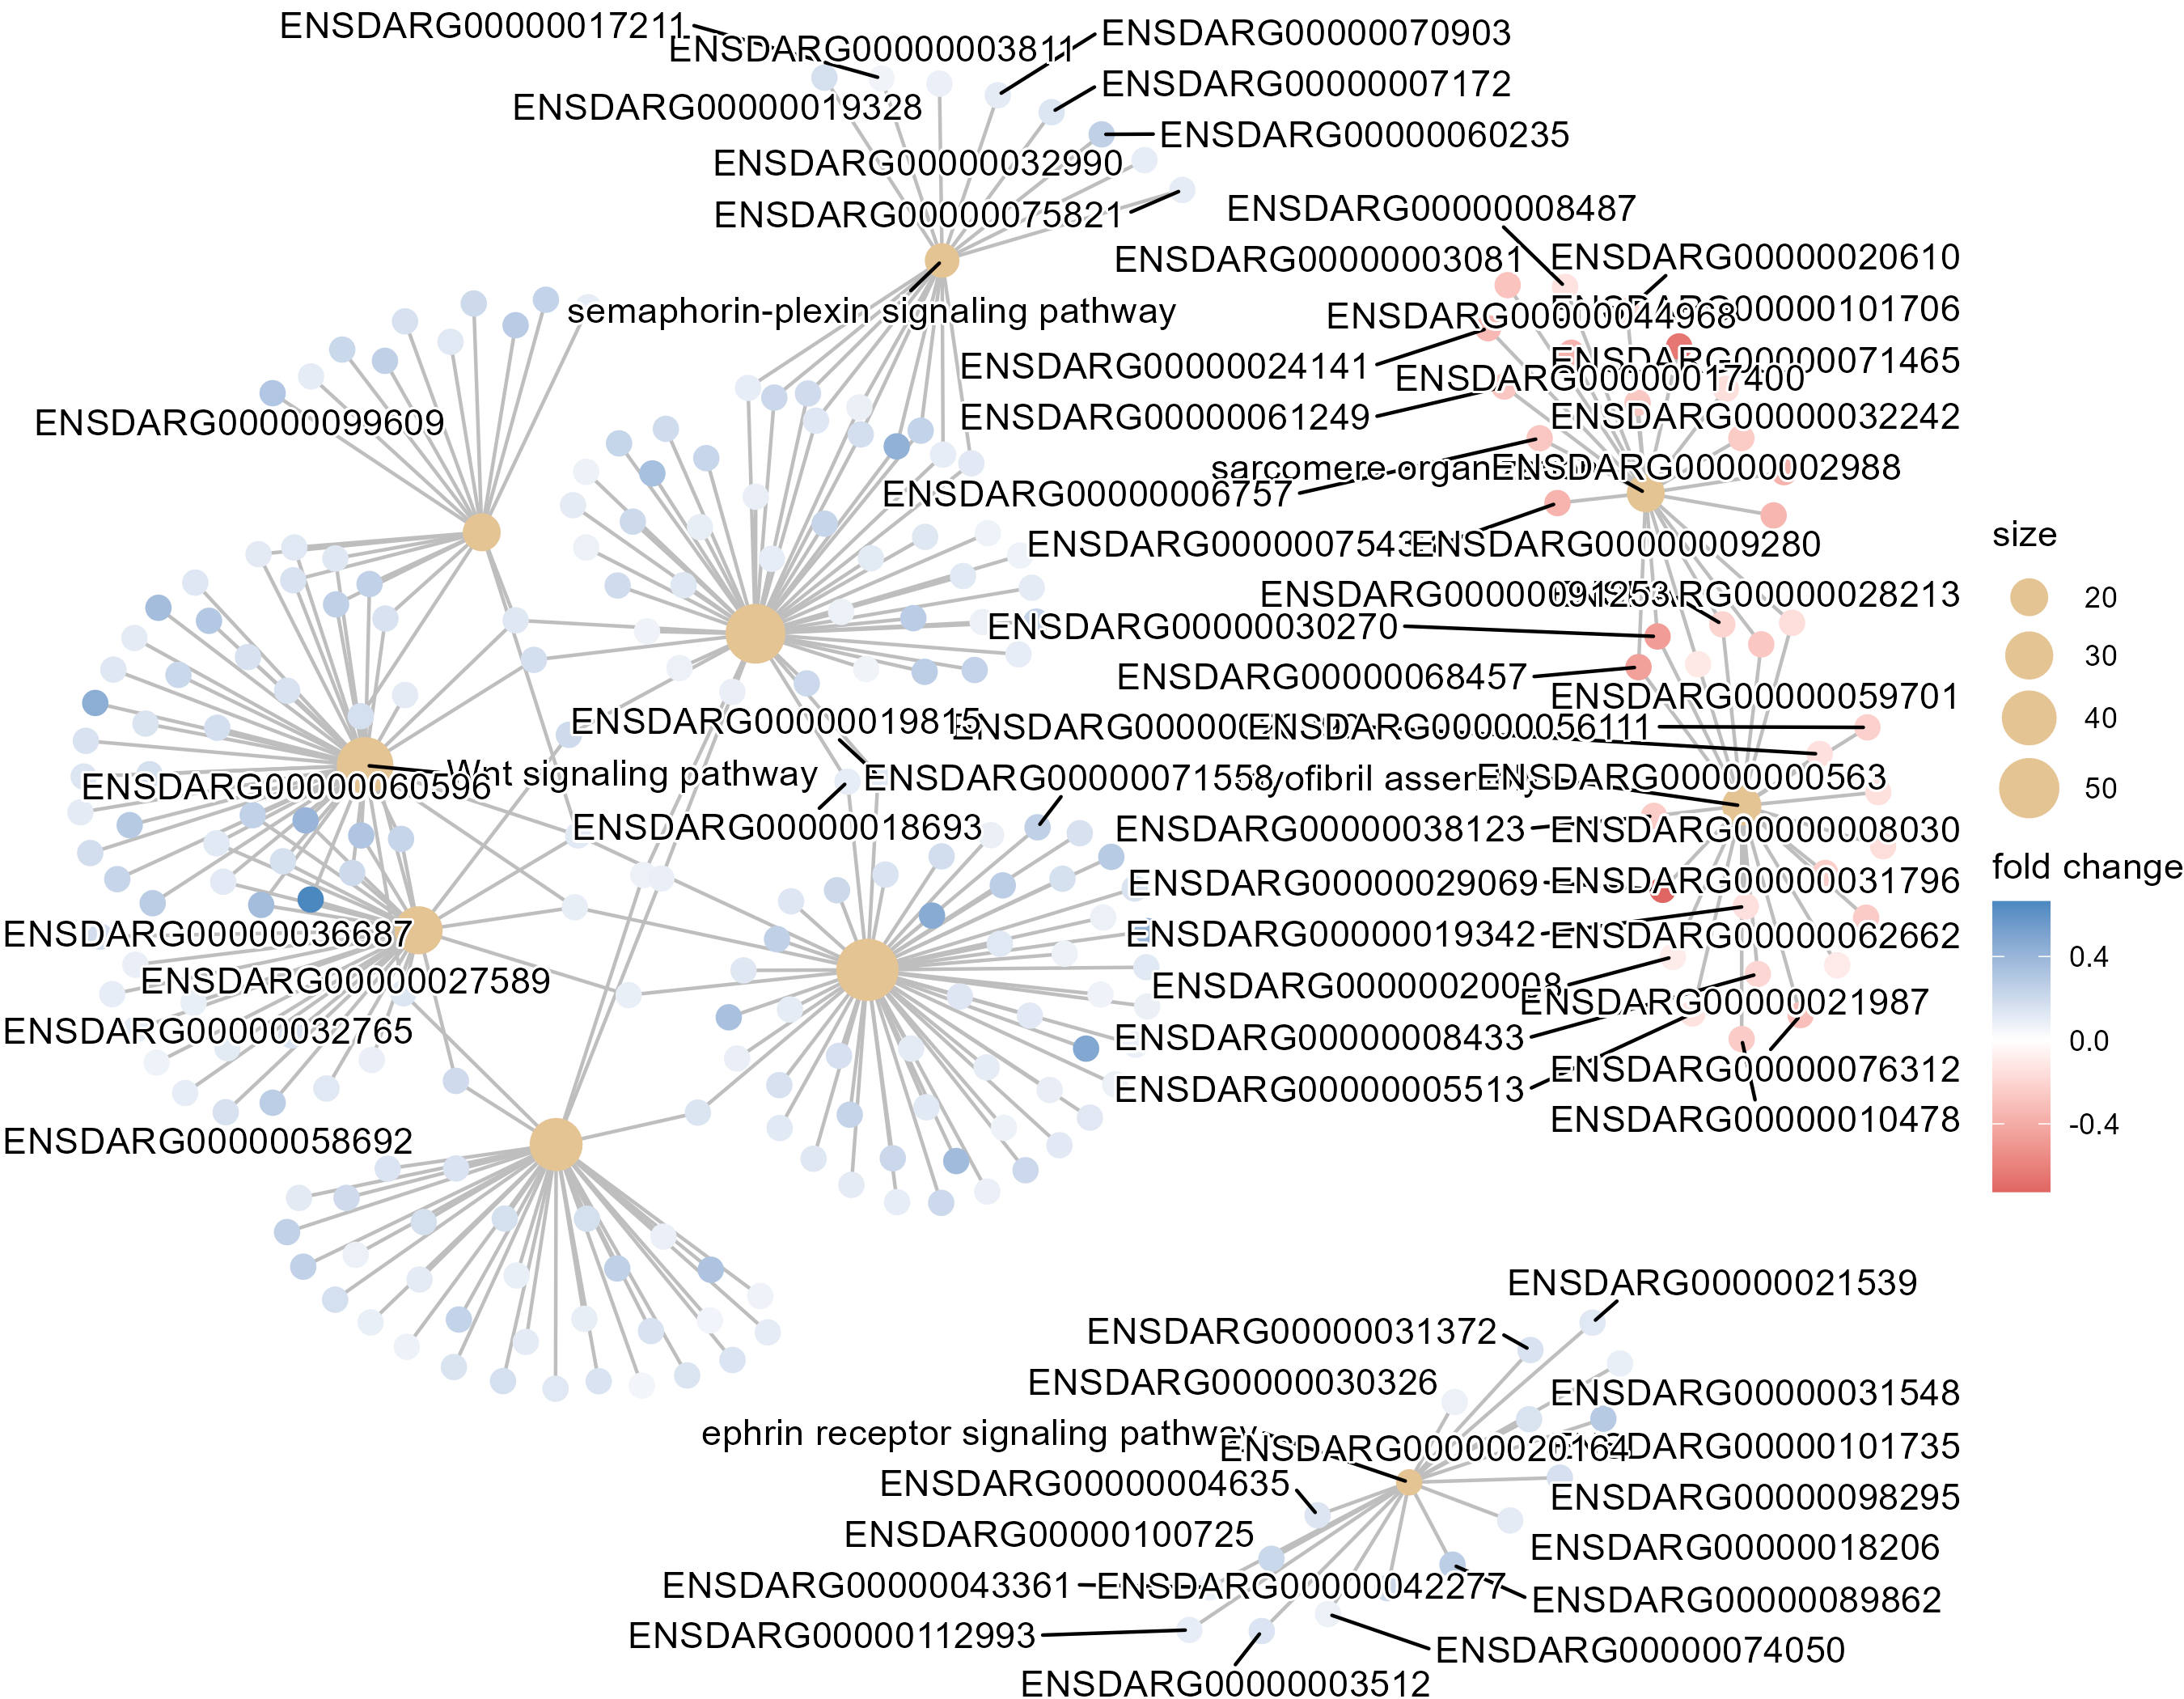 ENSDARG00000017211
ENSDARG00000003811
ENSDARG00000070903
ENSDARG00000007172
ENSDARG00000019328
ENSDARG00000060235
ENSDARG00000032990
ENSDARG00000075821
ENSDARG00000008487
ENSDARG00000003081
ENSDARG00000020610
semaphorin-plexin signaling pathway
ENSDARG00000044968
ENSDARG00000101706
ENSDARG00000024141
ENSDARG00000071465
ENSDARG00000017400
ENSDARG00000061249
ENSDARG00000032242
ENSDARG00000099609
sarcomere
ENSDARG00000002988
ENSDARG00000006757
ENSDARG00000009280
ENSDARG00000091253
ENSDARG00000028213
ENSDARG00000030270
ENSDARG00000068457
ENSDARG00000059701
ENSDARG00000019815
ENSDARG00000056111
Wnt signaling pathway
ENSDARG00000071558
ENSDARG00000000563
ENSDARG00000060596
ENSDARG00000018693
ENSDARG00000038123
ENSDARG00000008030
ENSDARG00000029069
ENSDARG00000031796
ENSDARG00000036687
ENSDARG00000019342
ENSDARG00000062662
ENSDARG00000027589
ENSDARG00000020008
ENSDARG00000021987
ENSDARG00000032765
ENSDARG00000008433
ENSDARG00000076312
ENSDARG00000005513
ENSDARG00000010478
ENSDARG00000058692
ENSDARG00000021539
ENSDARG00000031372
ENSDARG00000030326
ENSDARG00000031548
ephrin receptor signaling pathway
ENSDARG00000020164
ENSDARG00000101735
ENSDARG00000004635
ENSDARG00000098295
ENSDARG00000100725
ENSDARG00000018206
ENSDARG00000043361
ENSDARG00000042277
ENSDARG00000089862
ENSDARG00000112993
ENSDARG00000074050
ENSDARG00000003512
size
20
30
40
50
fold change
0.4
0.0
-0.4